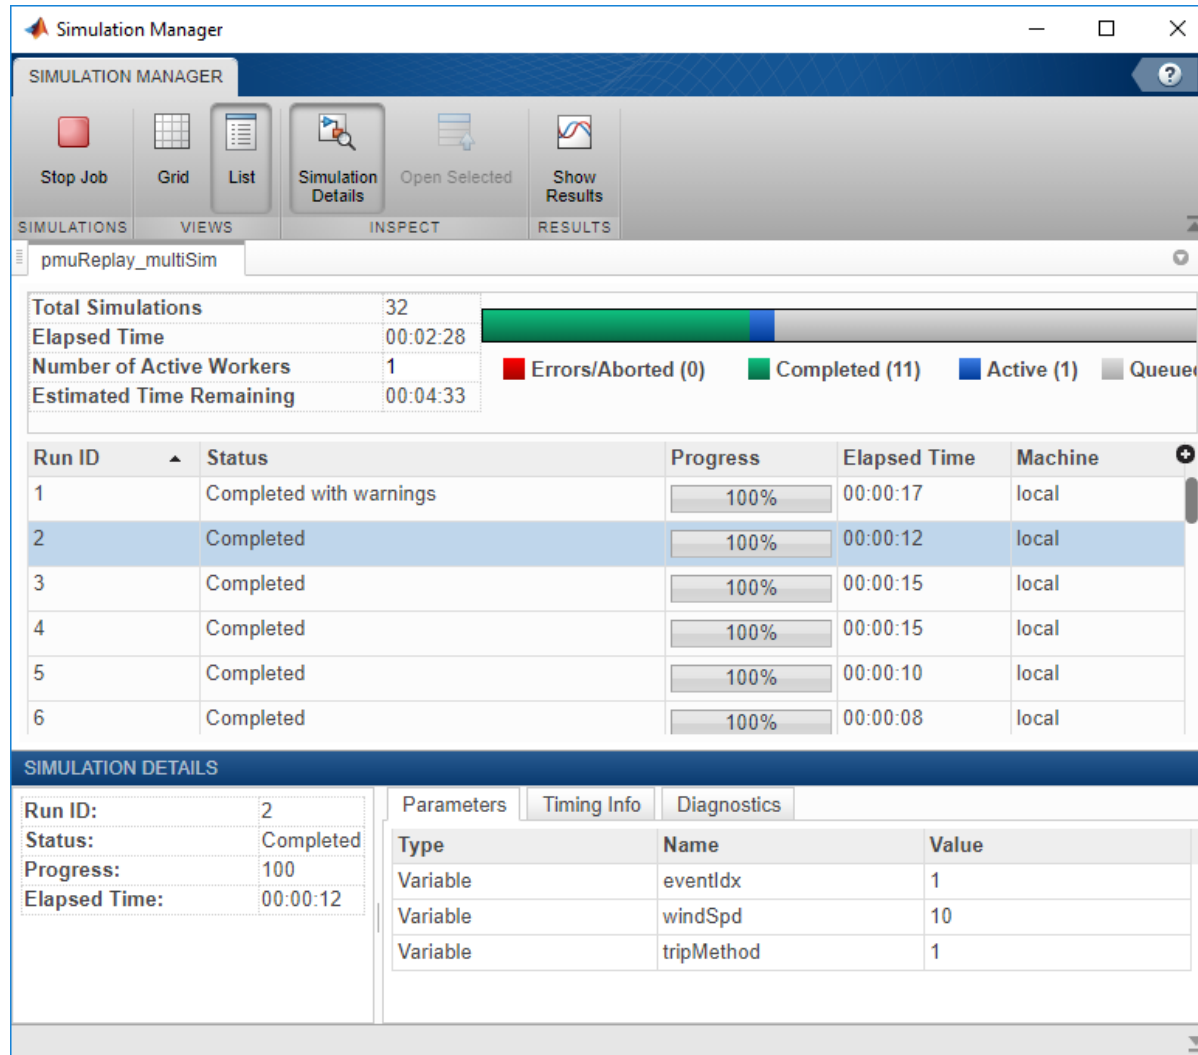 Simulation Manager
SIMULATION MANAGER
?
Stop Job Grid List Simulation Details Open Selected Show Results
SIMULATIONS VIEWS INSPECT RESULTS
pmuReplay_multiSim
Total Simulations 32
Elapsed Time 00:02:28
Number of Active Workers 1
Estimated Time Remaining 00:04:33
Errors/Aborted (0) Completed (11) Active (1)
Run ID Status Progress Elapsed Time Machine
1 Completed with warnings 100% 00:00:17 local
2 Completed 100% 00:00:12 local
3 Completed 100% 00:00:15 local
4 Completed 100% 00:00:15 local
5 Completed 100% 00:00:10 local
6 Completed 100% 00:00:08 local
SIMULATION DETAILS
Run ID: 2
Status: Completed
Progress: 100
Elapsed Time: 00:00:12
Parameters Timing Info Diagnostics
Type Name Value
Variable eventIdx 1
Variable windSpd 10
Variable tripMethod 1